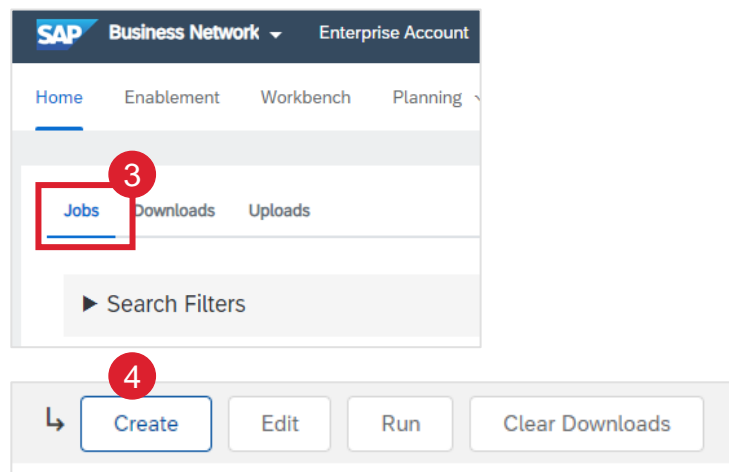 SAP Business Network Enterprise Account
Home Enablement Workbench Planning
3
Jobs Downloads Uploads
Search Filters
4
Create Edit Run Clear Downloads